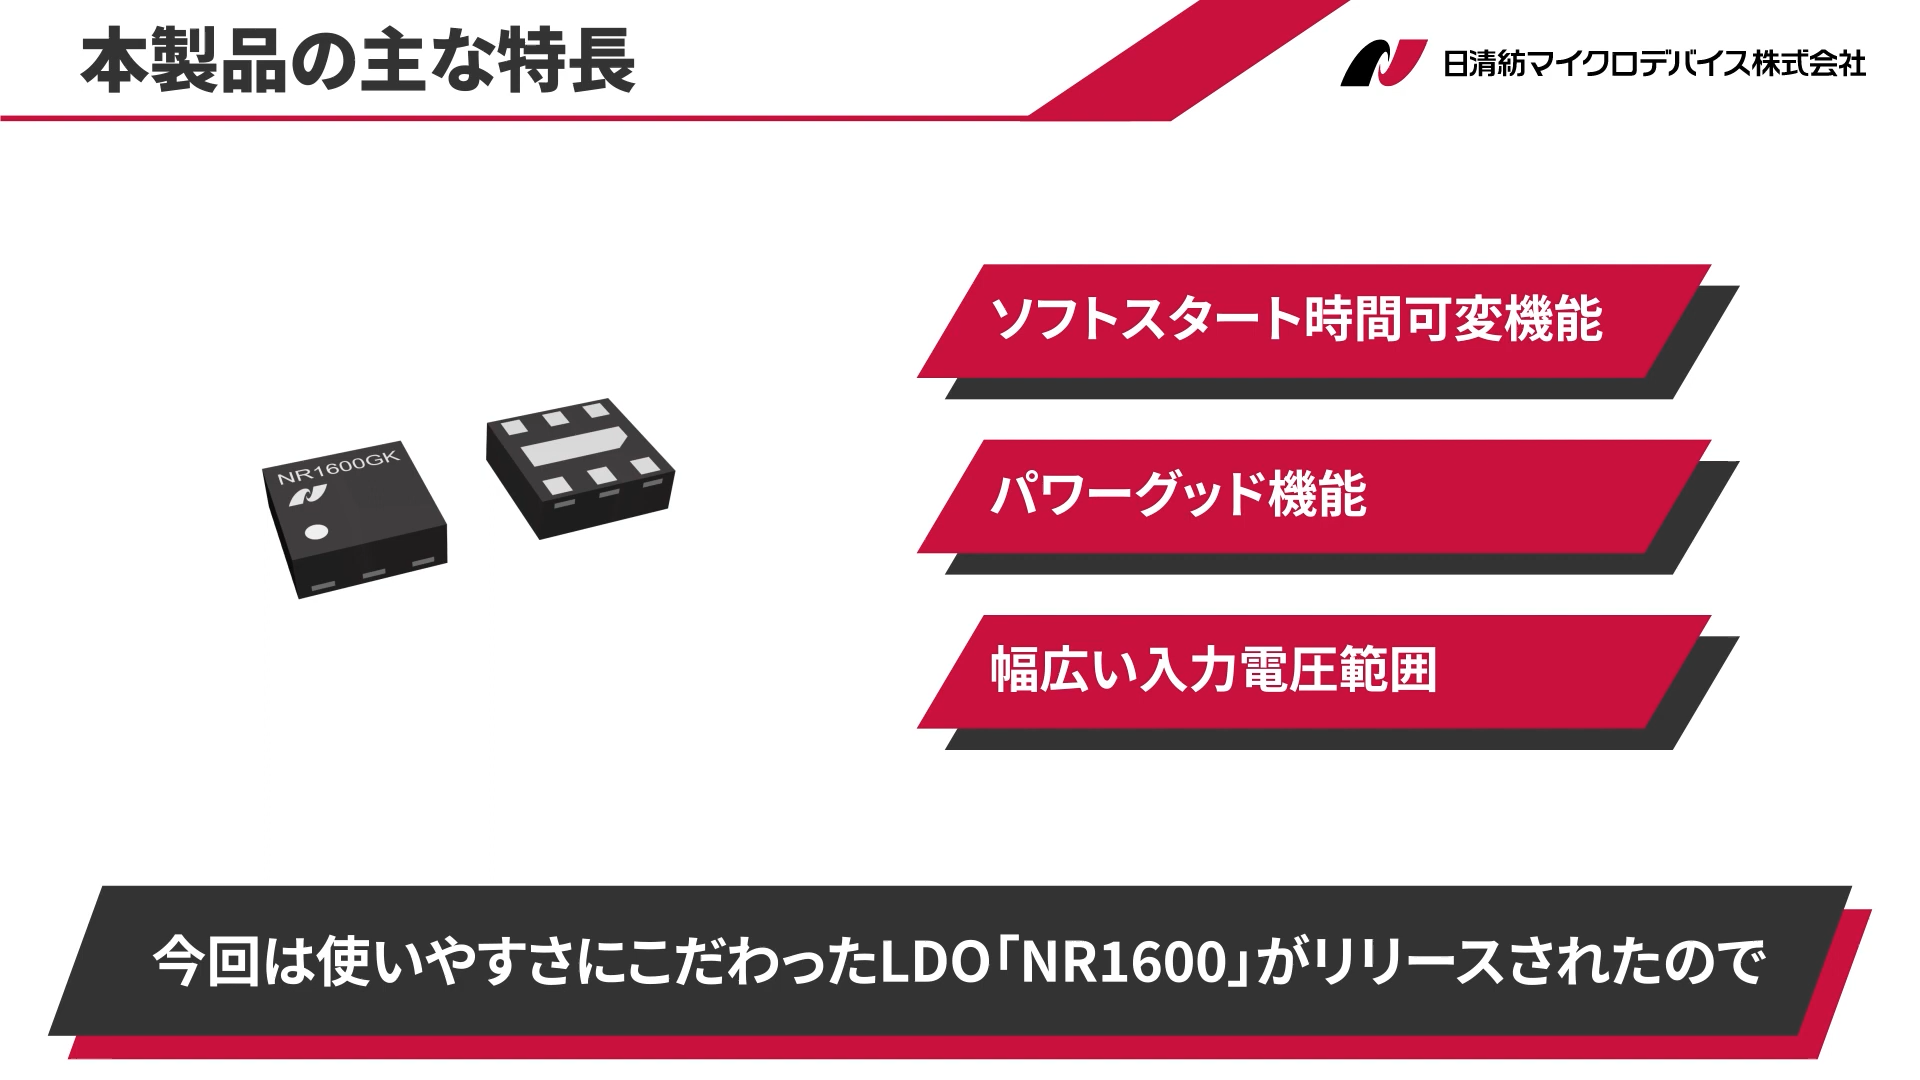 本製品の主な特長
日清紡マイクロデバイス株式会社
ソフトスタート時間可変機能
NR1600GK
パワーグッド機能
幅広い入力電圧範囲
今回は使いやすさにこだわったLDO「NR1600」がリリースされたので